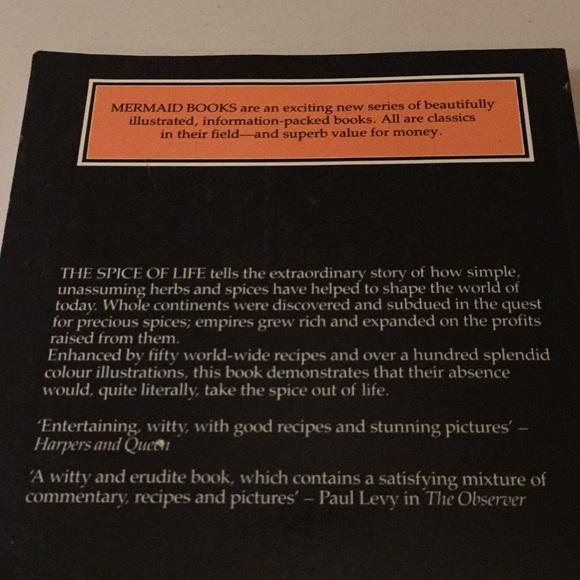 MERMAID BOOKS are an exciting new series of beautifully
illustrated, information-packed books. All are classics
in their field—and superb value for money.
THE SPICE OF LIFE tells the extraordinary story of how simple,
unassuming herbs and spices have helped to shape the world of
today. Whole continents were discovered and subdued in the quest
for precious spices; empires grew rich and expanded on the profits
raised from them.
Enhanced by fifty world-wide recipes and over a hundred splendid
colour illustrations, this book demonstrates that their absence
would, quite literally, take the spice out of life.
‘Entertaining, witty, with good recipes and stunning pictures’ –
Harpers and Queen
‘A witty and erudite book, which contains a satisfying mixture of
commentary, recipes and pictures’ – Paul Levy in The Observer